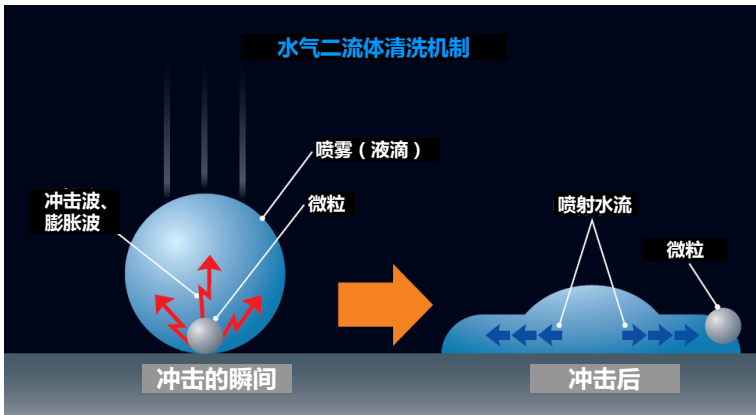 水气二流体清洗机制
喷雾（液滴）
冲击波、
膨胀波
微粒
喷射水流
微粒
冲击的瞬间
冲击后